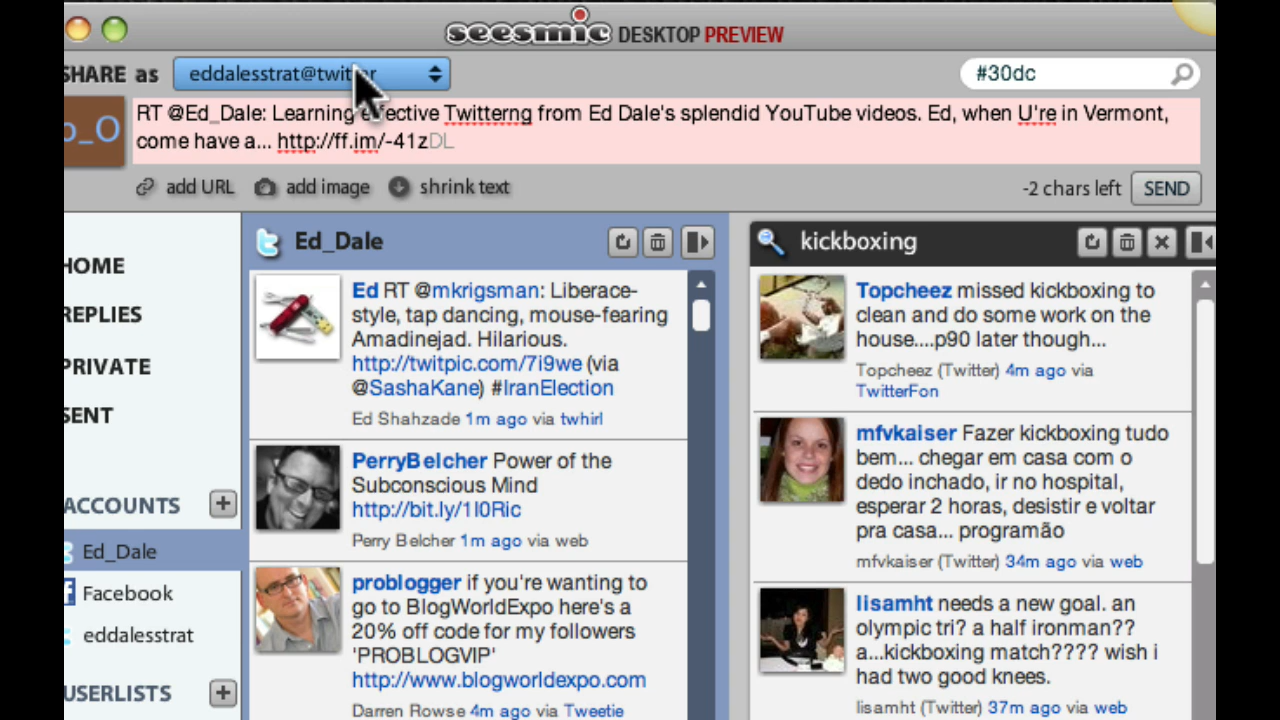 seesmic DESKTOP PREVIEW
SHARE as
eddalesstrat@twitter
#30dc
RT @Ed_Dale: Learning effective Twitterng from Ed Dale's splendid YouTube videos. Ed, when U're in Vermont,
come have a... http://ff.im/-41zDL
o_O
add URL
add image
shrink text
-2 chars left
SEND
HOME
REPLIES
PRIVATE
SENT
ACCOUNTS
Ed_Dale
Facebook
eddalesstrat
USERLISTS
Ed_Dale
Ed RT @mkrigsman: Liberace-
style, tap dancing, mouse-fearing
Amadinejad. Hilarious.
http://twitpic.com/7i9we (via
@SashaKane) #IranElection
Ed Shahzade 1m ago via twhirl
PerryBelcher Power of the
Subconscious Mind
http://bit.ly/1I0Ric
Perry Belcher 1m ago via web
problogger if you're wanting to
go to BlogWorldExpo here's a
20% off code for my followers
'PROBLOGVIP'
http://www.blogworldexpo.com
Darren Rowse 4m ago via Tweetie
kickboxing
Topcheez missed kickboxing to
clean and do some work on the
house....p90 later though...
Topcheez (Twitter) 4m ago via
TwitterFon
mfvkaiser Fazer kickboxing tudo
bem... chegar em casa com o
dedo inchado, ir no hospital,
esperar 2 horas, desistir e voltar
pra casa... programão
mfvkaiser (Twitter) 34m ago via web
lisamht needs a new goal. an
olympic tri? a half ironman??
a...kickboxing match???? wish i
had two good knees.
lisamht (Twitter) 37m ago via web